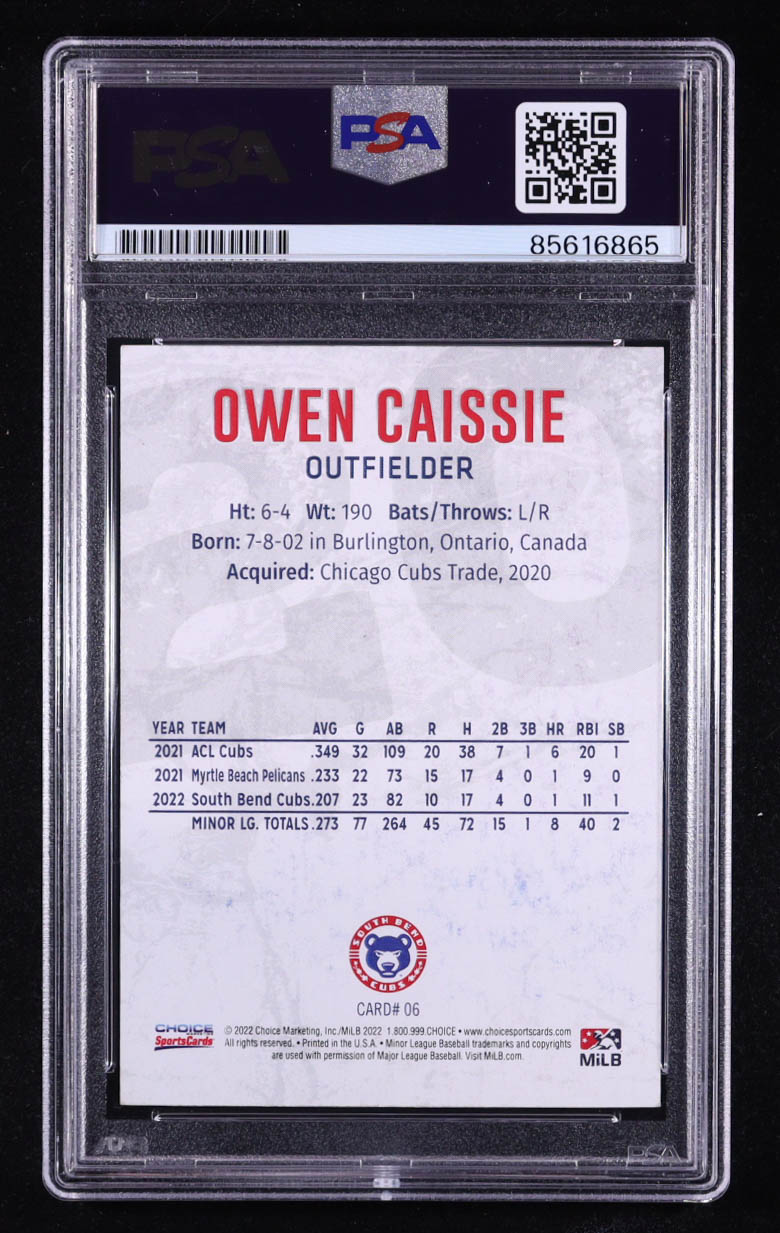 PSA
PSA
85616865
OWEN CAISSIE
OUTFIELDER
Ht: 6-4 Wt: 190 Bats/Throws: L/R
Born: 7-8-02 in Burlington, Ontario, Canada
Acquired: Chicago Cubs Trade, 2020
YEAR TEAM AVG G AB R H 2B 3B HR RBI SB
2021 ACL Cubs .349 32 109 20 38 7 1 6 20 1
2021 Myrtle Beach Pelicans .233 22 73 15 17 4 0 1 9 0
2022 South Bend Cubs .207 23 82 10 17 4 0 1 11 1
MINOR LG. TOTALS .273 77 264 45 72 15 1 8 40 2
SOUTH BEND
CUBS
CARD# 06
CHOICE
SportsCards
© 2022 Choice Marketing, Inc./MiLB 2022 1.800.999.CHOICE • www.choicesportscards.com
All rights reserved. • Printed in the U.S.A. • Minor League Baseball trademarks and copyrights
are used with permission of Major League Baseball. Visit MiLB.com.
MiLB
PSA